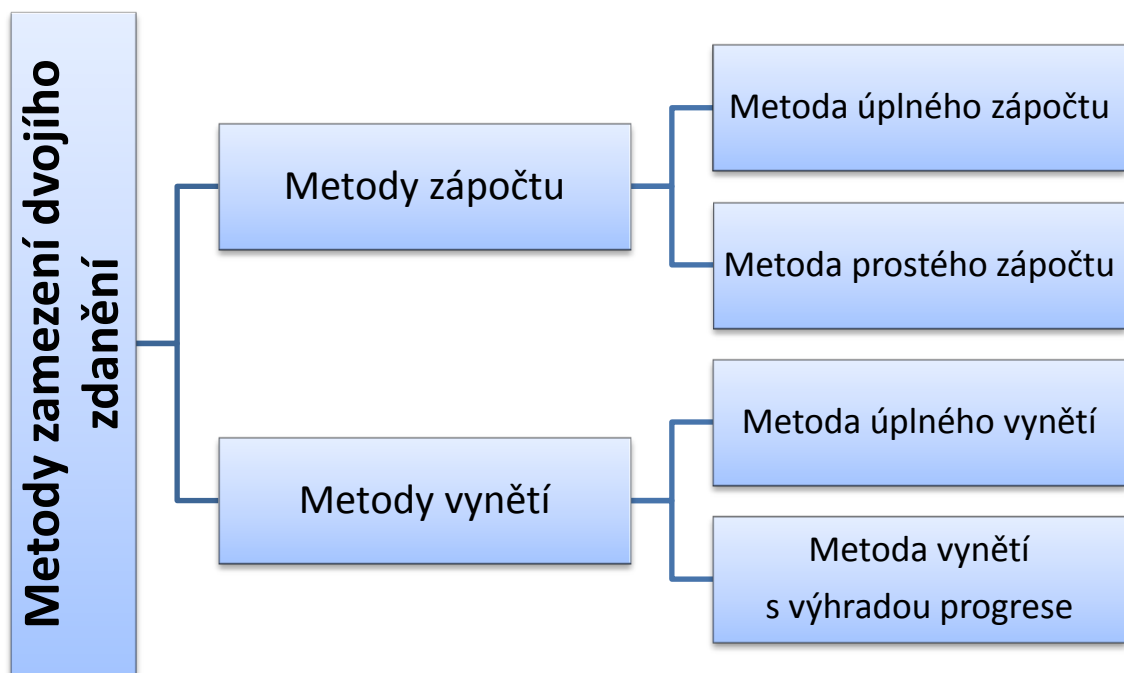 Metody zamezení dvojího
zdanění
Metody zápočtu
Metoda úplného zápočtu
Metoda prostého zápočtu
Metody vynětí
Metoda úplného vynětí
Metoda vynětí
s výhradou progrese